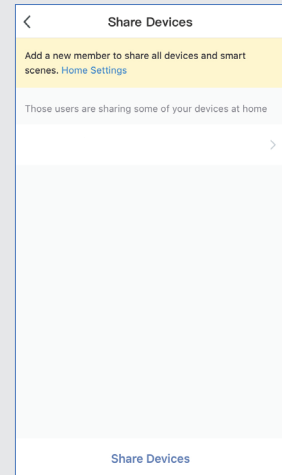 Share Devices
Add a new member to share all devices and smart
scenes. Home Settings
Those users are sharing some of your devices at home
Share Devices